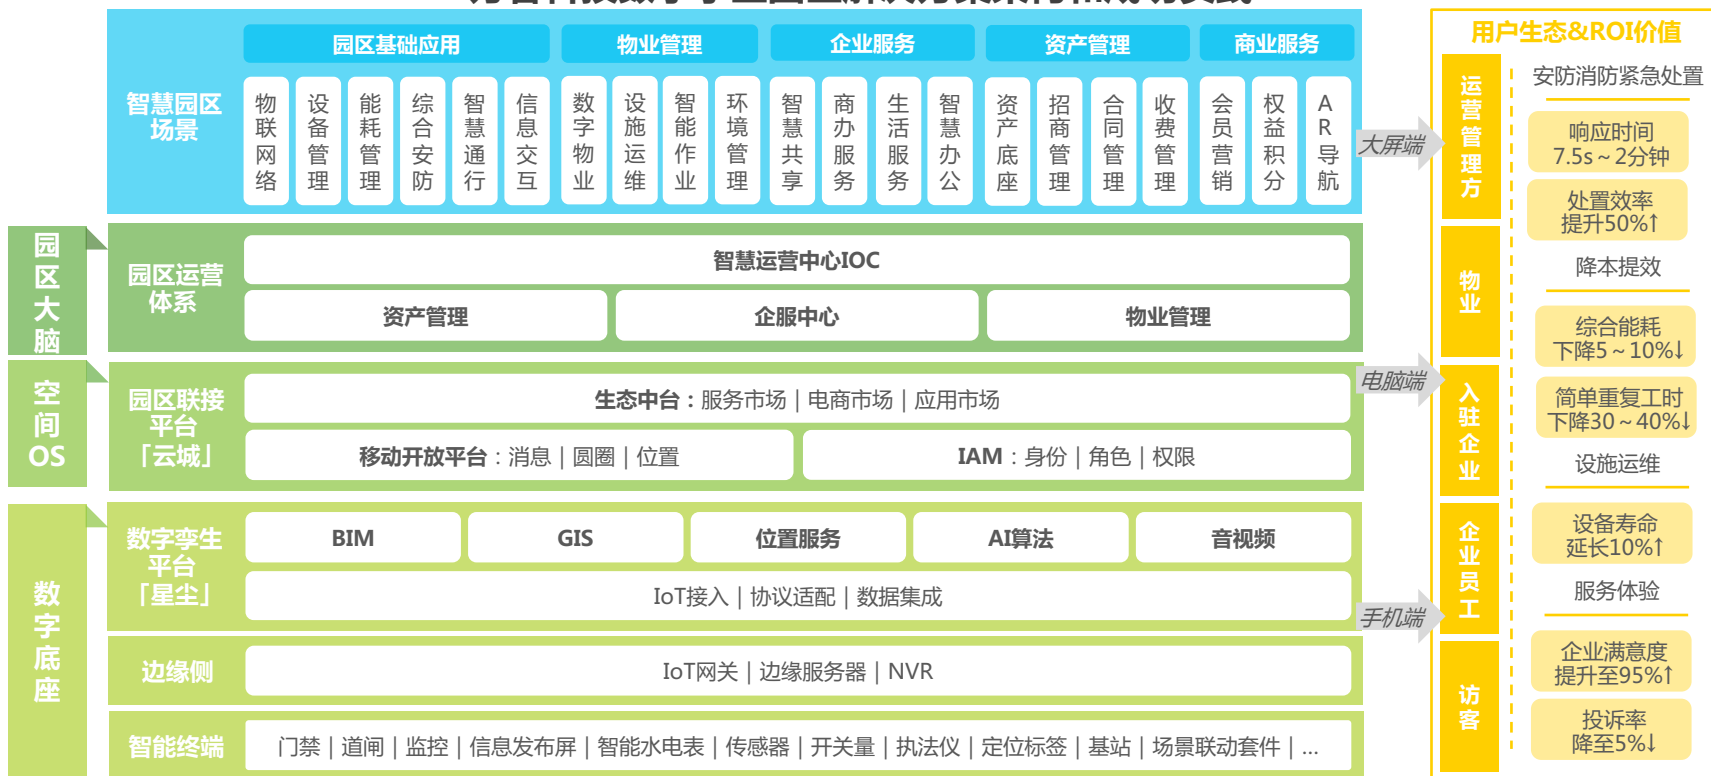 用户生态&ROI价值
园区基础应用
物业管理
企业服务
资产管理
商业服务
智慧园区
场景
物联网络
设备管理
能耗管理
综合安防
智慧通行
信息交互
数字物业
设施运维
智能作业
环境管理
智慧共享
商办服务
生活服务
智慧办公
资产底座
招商管理
合同管理
收费管理
会员营销
权益积分
AR导航
园区大脑
园区运营
体系
智慧运营中心IOC
资产管理
企服中心
物业管理
空间OS
园区联接
平台
「云城」
生态中台：服务市场 | 电商市场 | 应用市场
移动开放平台：消息 | 圆圈 | 位置
IAM：身份 | 角色 | 权限
数字底座
数字孪生
平台
「星尘」
BIM
GIS
位置服务
AI算法
音视频
IoT接入 | 协议适配 | 数据集成
边缘侧
IoT网关 | 边缘服务器 | NVR
智能终端
门禁 | 道闸 | 监控 | 信息发布屏 | 智能水电表 | 传感器 | 开关量 | 执法仪 | 定位标签 | 基站 | 场景联动套件 | ...
大屏端
电脑端
手机端
运营管理方
物业
入驻企业
企业员工
访客
安防消防紧急处置
响应时间
7.5s～2分钟
处置效率
提升50%↑
降本提效
综合能耗
下降5～10%↓
简单重复工时
下降30～40%↓
设施运维
设备寿命
延长10%↑
服务体验
企业满意度
提升至95%↑
投诉率
降至5%↓